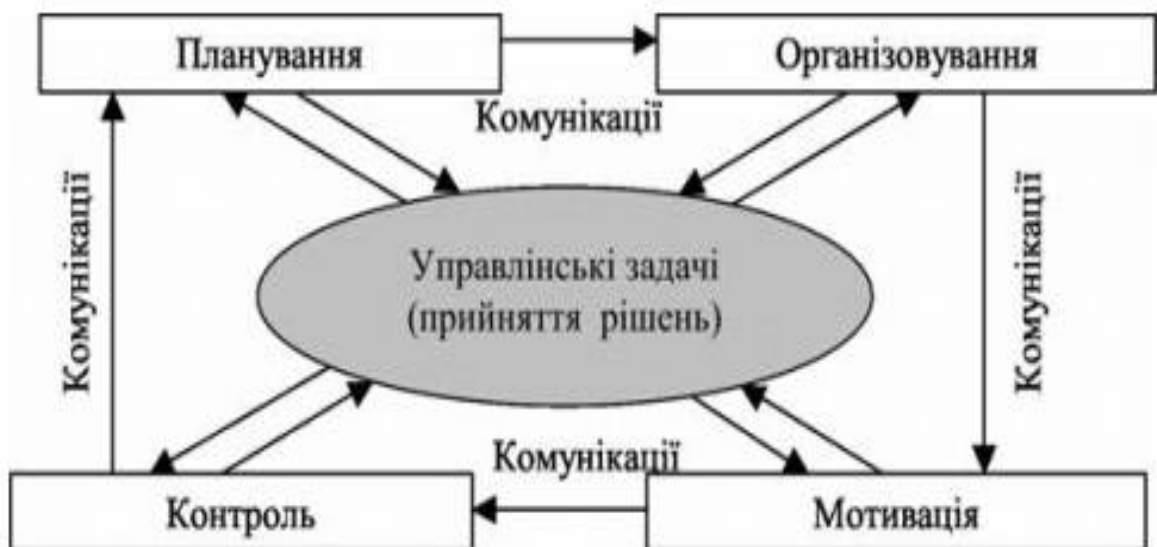 Планування
Організовування
Комунікації
Комунікації
Комунікації
Управлінські задачі
(прийняття рішень)
Комунікації
Контроль
Мотивація